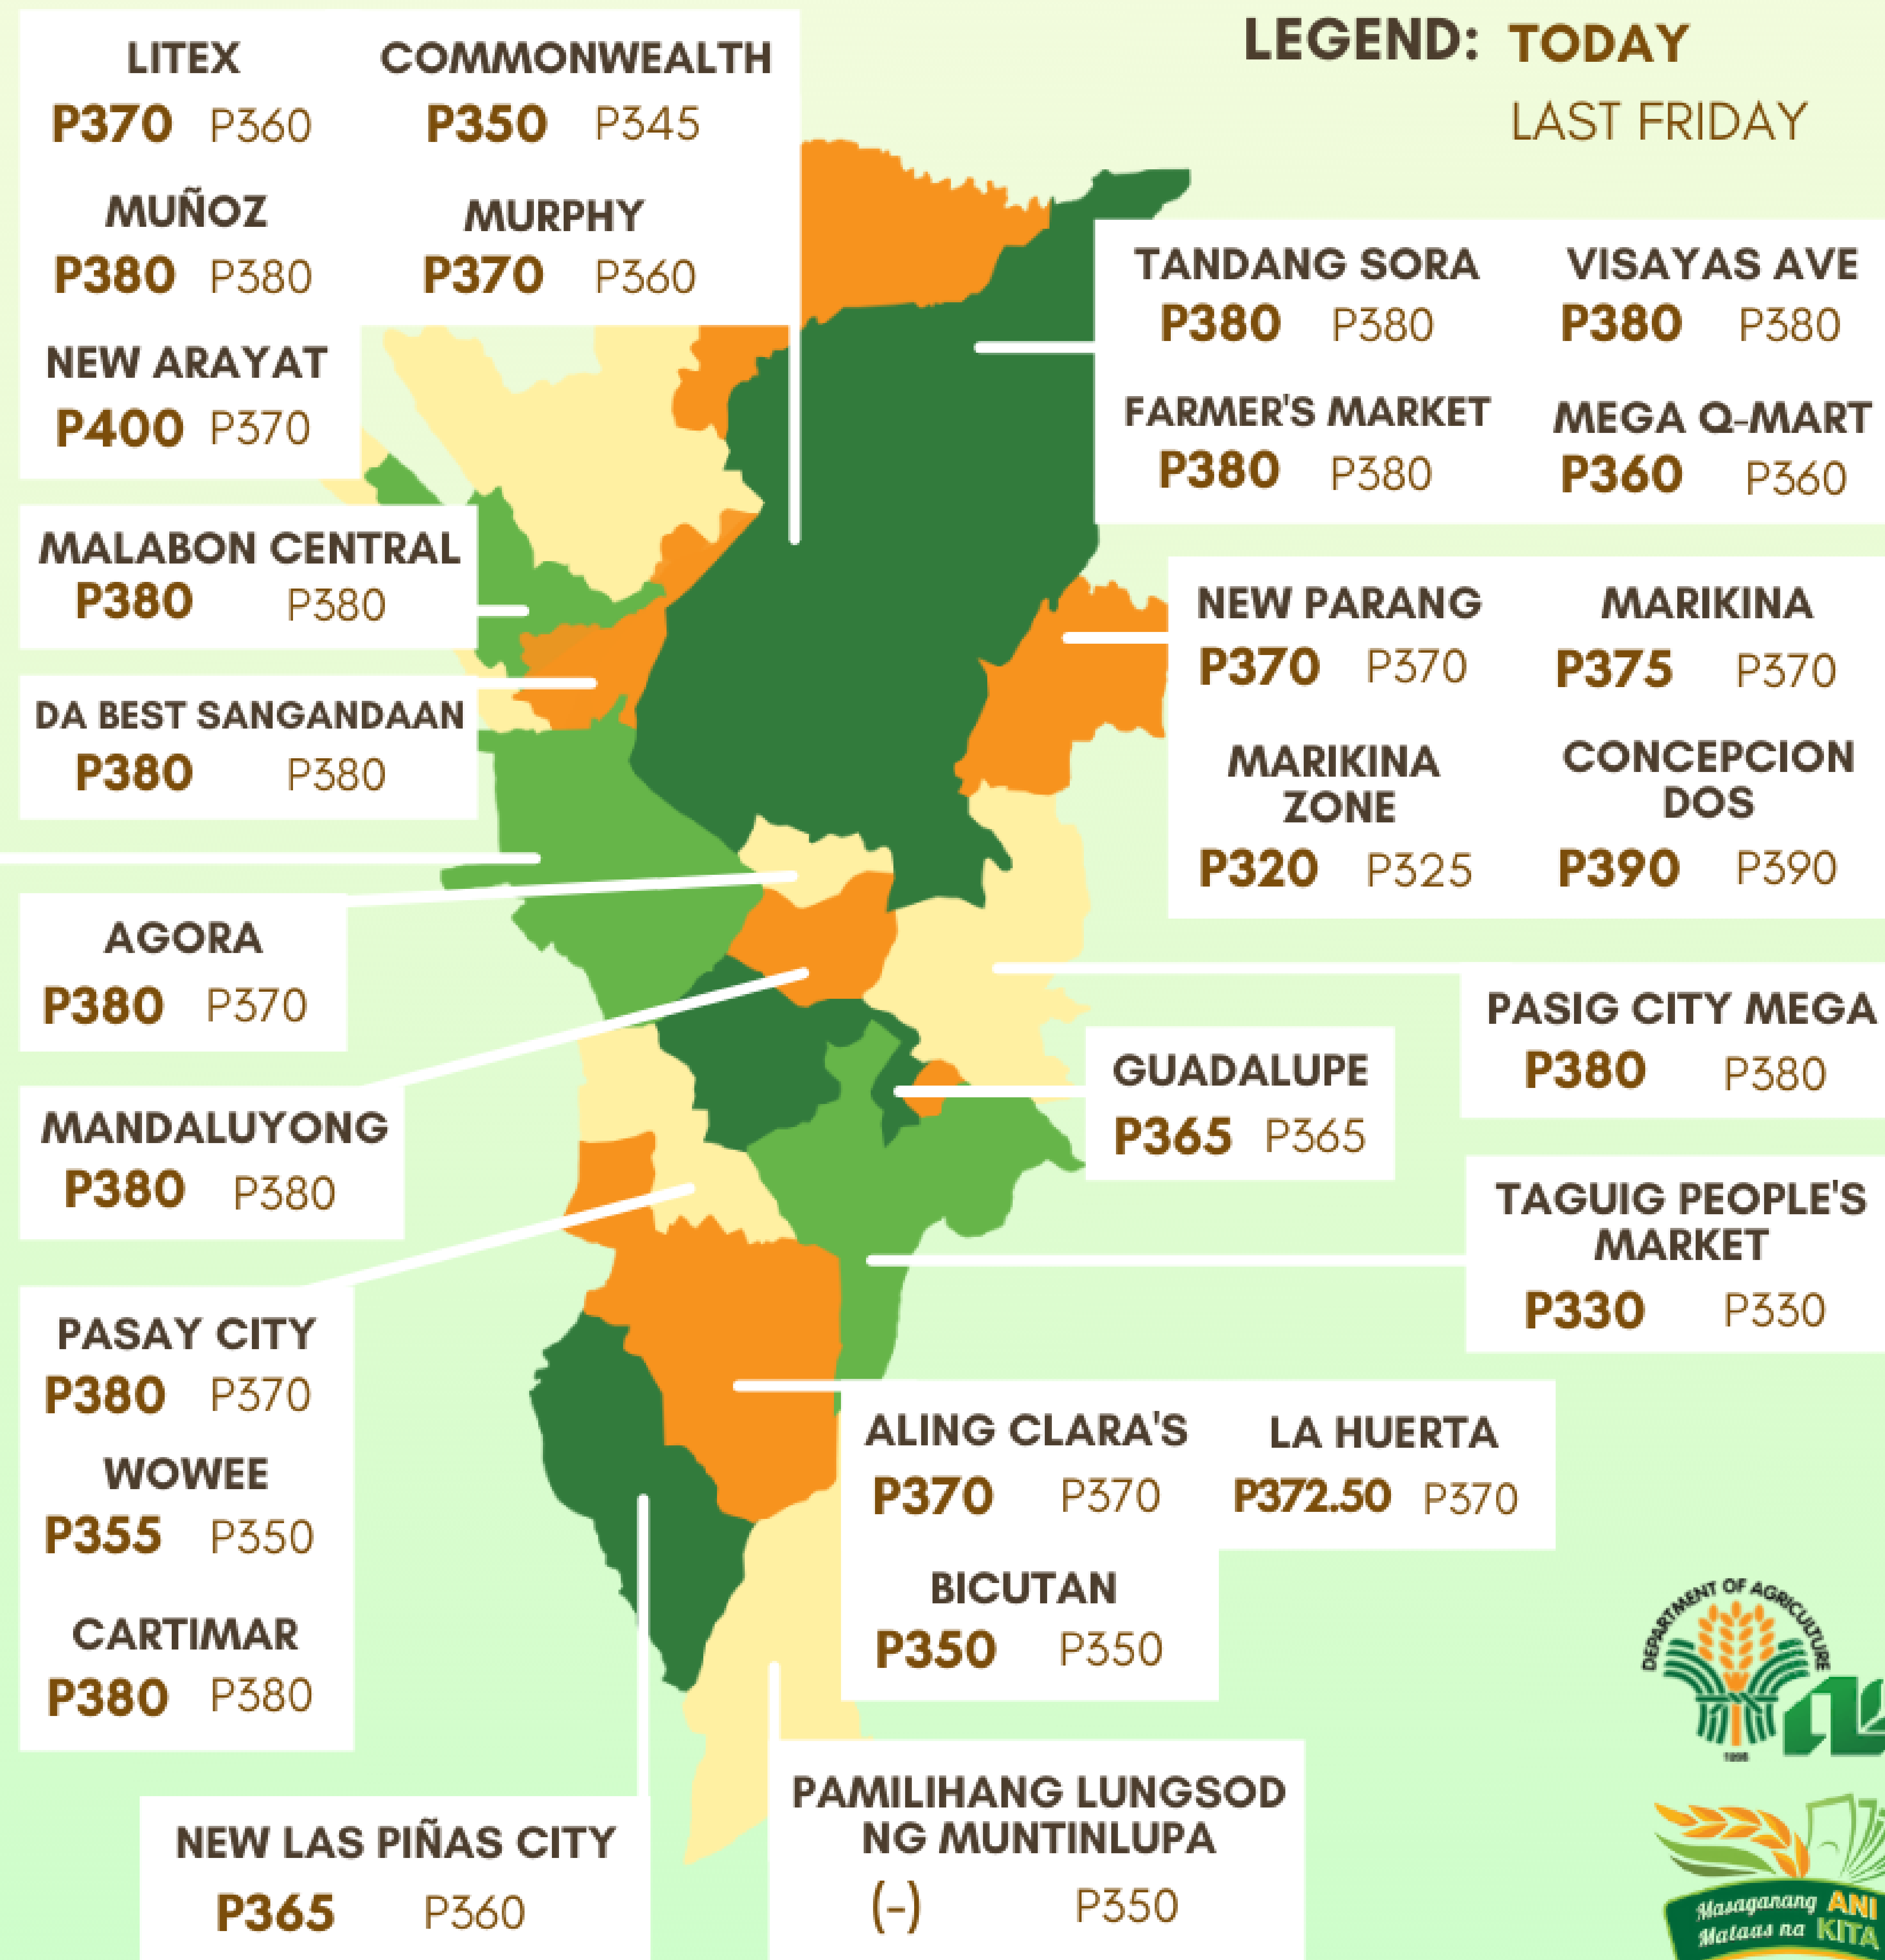 LEGEND: TODAY
LAST FRIDAY
LITEX COMMONWEALTH
P370 P360 P350 P345
MUÑOZ MURPHY
P380 P380 P370 P360
NEW ARAYAT
P400 P370
TANDANG SORA VISAYAS AVE
P380 P380 P380 P380
FARMER'S MARKET MEGA Q-MART
P380 P380 P360 P360
MALABON CENTRAL
P380 P380
DA BEST SANGANDAAN
P380 P380
NEW PARANG MARIKINA
P370 P370 P375 P370
MARIKINA
ZONE
CONCEPCION
DOS
P320 P325 P390 P390
AGORA
P380 P370
MANDALUYONG
P380 P380
GUADALUPE
P365 P365
PASIG CITY MEGA
P380 P380
TAGUIG PEOPLE'S
MARKET
P330 P330
PASAY CITY
P380 P370
WOWEE
P355 P350
CARTIMAR
P380 P380
ALING CLARA'S LA HUERTA
P370 P370 P372.50 P370
BICUTAN
P350 P350
NEW LAS PIÑAS CITY
P365 P360
PAMILIHANG LUNGSOD
NG MUNTINLUPA
(-) P350
DEPARTMENT OF AGRICULTURE
1898
Masaganang ANI
Mataas na KITA